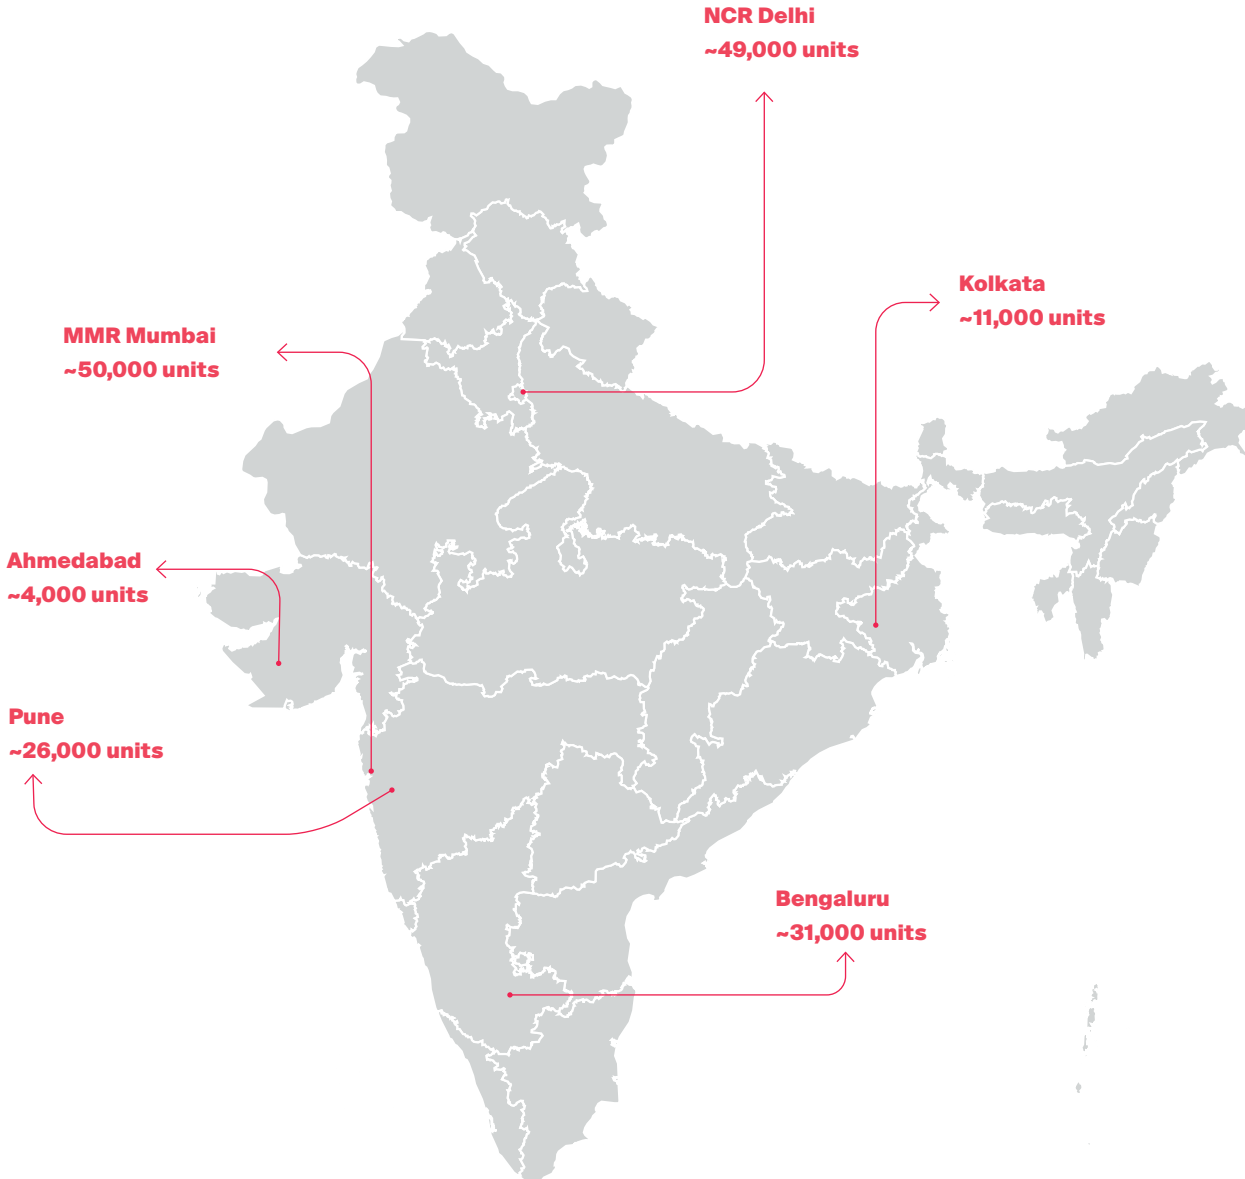 NCR Delhi
~49,000 units
Kolkata
~11,000 units
MMR Mumbai
~50,000 units
Ahmedabad
~4,000 units
Pune
~26,000 units
Bengaluru
~31,000 units